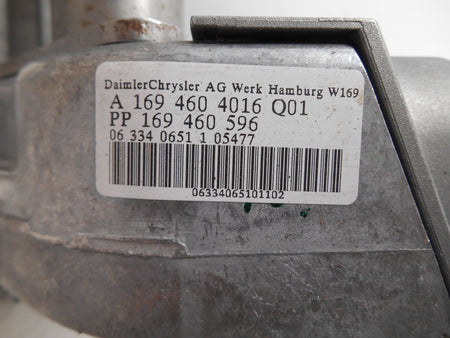 DaimlerChrysler AG Werk Hamburg W169
A 169 460 4016 Q01
PP 169 460 596
06 334 0651 1 05477
06334065101102